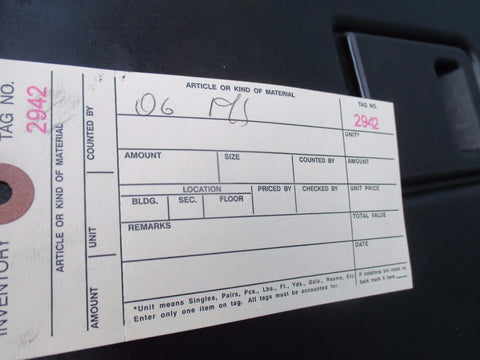 INVENTORY TAG NO. 2942
ARTICLE OR KIND OF MATERIAL
COUNTED BY
UNIT
AMOUNT
ARTICLE OR KIND OF MATERIAL
06
TAG NO.
2942
UNIT*
AMOUNT SIZE COUNTED BY AMOUNT
LOCATION PRICED BY CHECKED BY UNIT PRICE
BLDG. SEC. FLOOR
REMARKS
TOTAL VALUE
DATE
*Unit means Singles, Pairs, Pcs., Lbs., Ft., Yds., Gals., Reams, Etc.
Enter only one item on tag. All tags must be accounted for.
If notations are made on
back mark it here